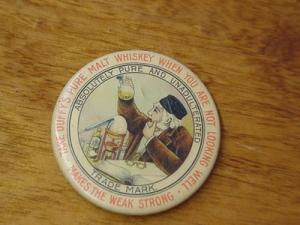 TAKE DUFFY'S PURE MALT WHISKEY WHEN YOU ARE NOT LOOKING WELL
MAKES THE WEAK STRONG
ABSOLUTELY PURE AND UNADULTERATED
TRADE MARK